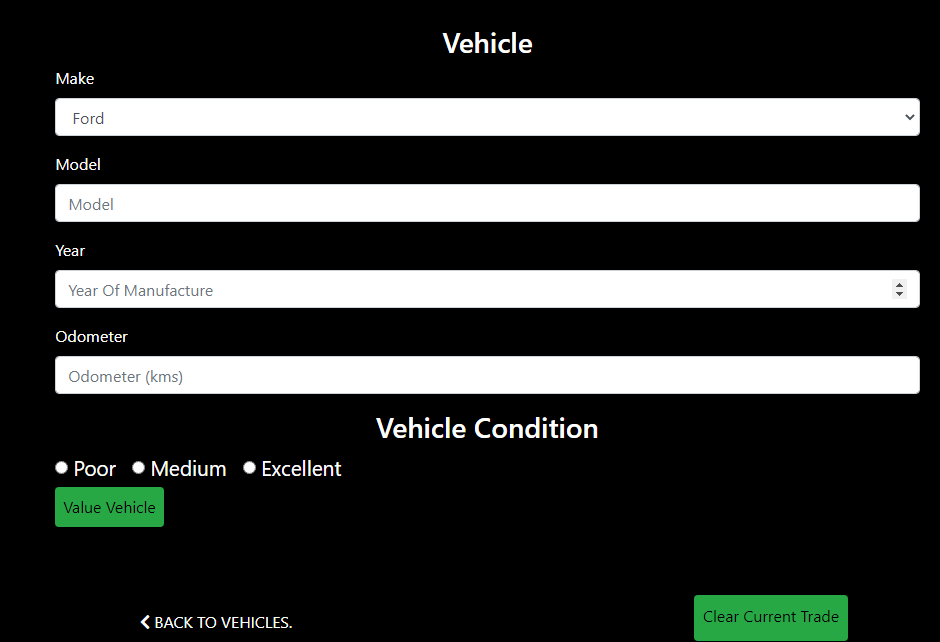 Vehicle
Make
Ford
Model
Model
Year
Year Of Manufacture
Odometer
Odometer (kms)
Vehicle Condition
Poor Medium Excellent
Value Vehicle
Clear Current Trade
BACK TO VEHICLES.